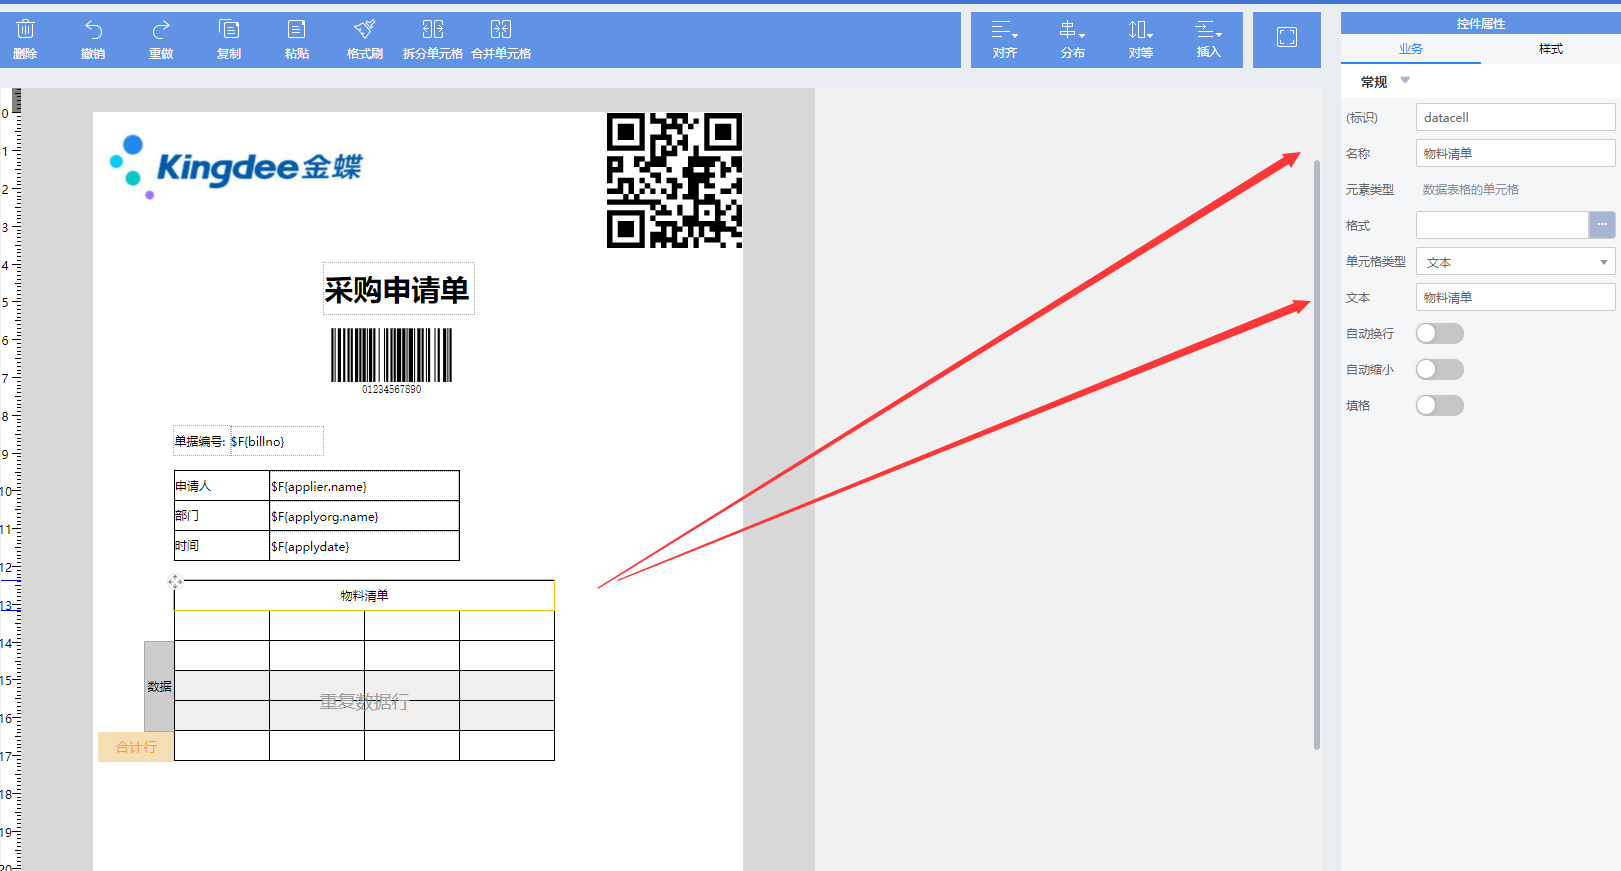 删除 撤销 重做 复制 粘贴 格式刷 拆分单元格 合并单元格 对齐 分布 对等 插入
控件属性
业务 样式
常规
(标识) datacell
名称 物料清单
元素类型 数据表格的单元格
格式 ...
单元格类型 文本
文本 物料清单
自动换行
自动缩小
填格
0
1
2
3
4
5
6
7
8
9
10
11
12
13
14
15
16
17
18
19
20
Kingdee金蝶
采购申请单
01234567890
单据编号: $F{billno}
申请人 $F{applier.name}
部门 $F{applyorg.name}
时间 $F{applydate}
物料清单
数据
重复数据行
合计行